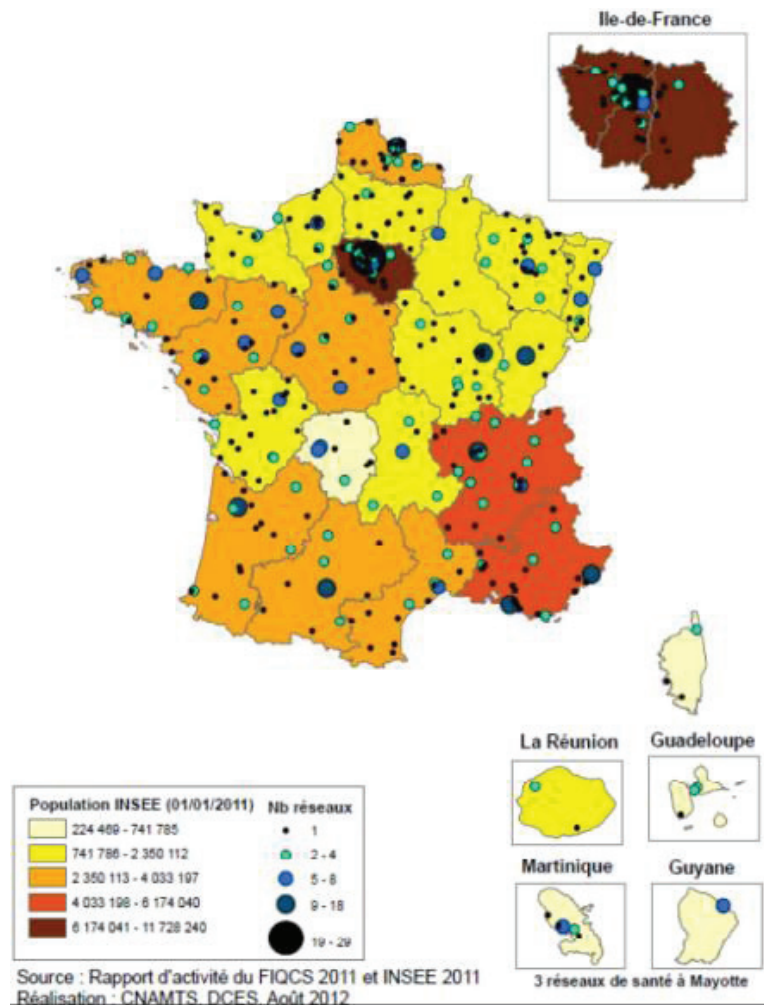 Ile-de-France
La Réunion
Guadeloupe
Population INSEE (01/01/2011)
224 469 - 741 785
741 786 - 2 350 112
2 350 113 - 4 033 197
4 033 198 - 6 174 040
6 174 041 - 11 728 240
Nb réseaux
1
2 - 4
5 - 8
9 - 18
19 - 29
Martinique
Guyane
3 réseaux de santé à Mayotte
Source : Rapport d'activité du FIQCS 2011 et INSEE 2011
Réalisation : CNAMTS, DCES, Août 2012